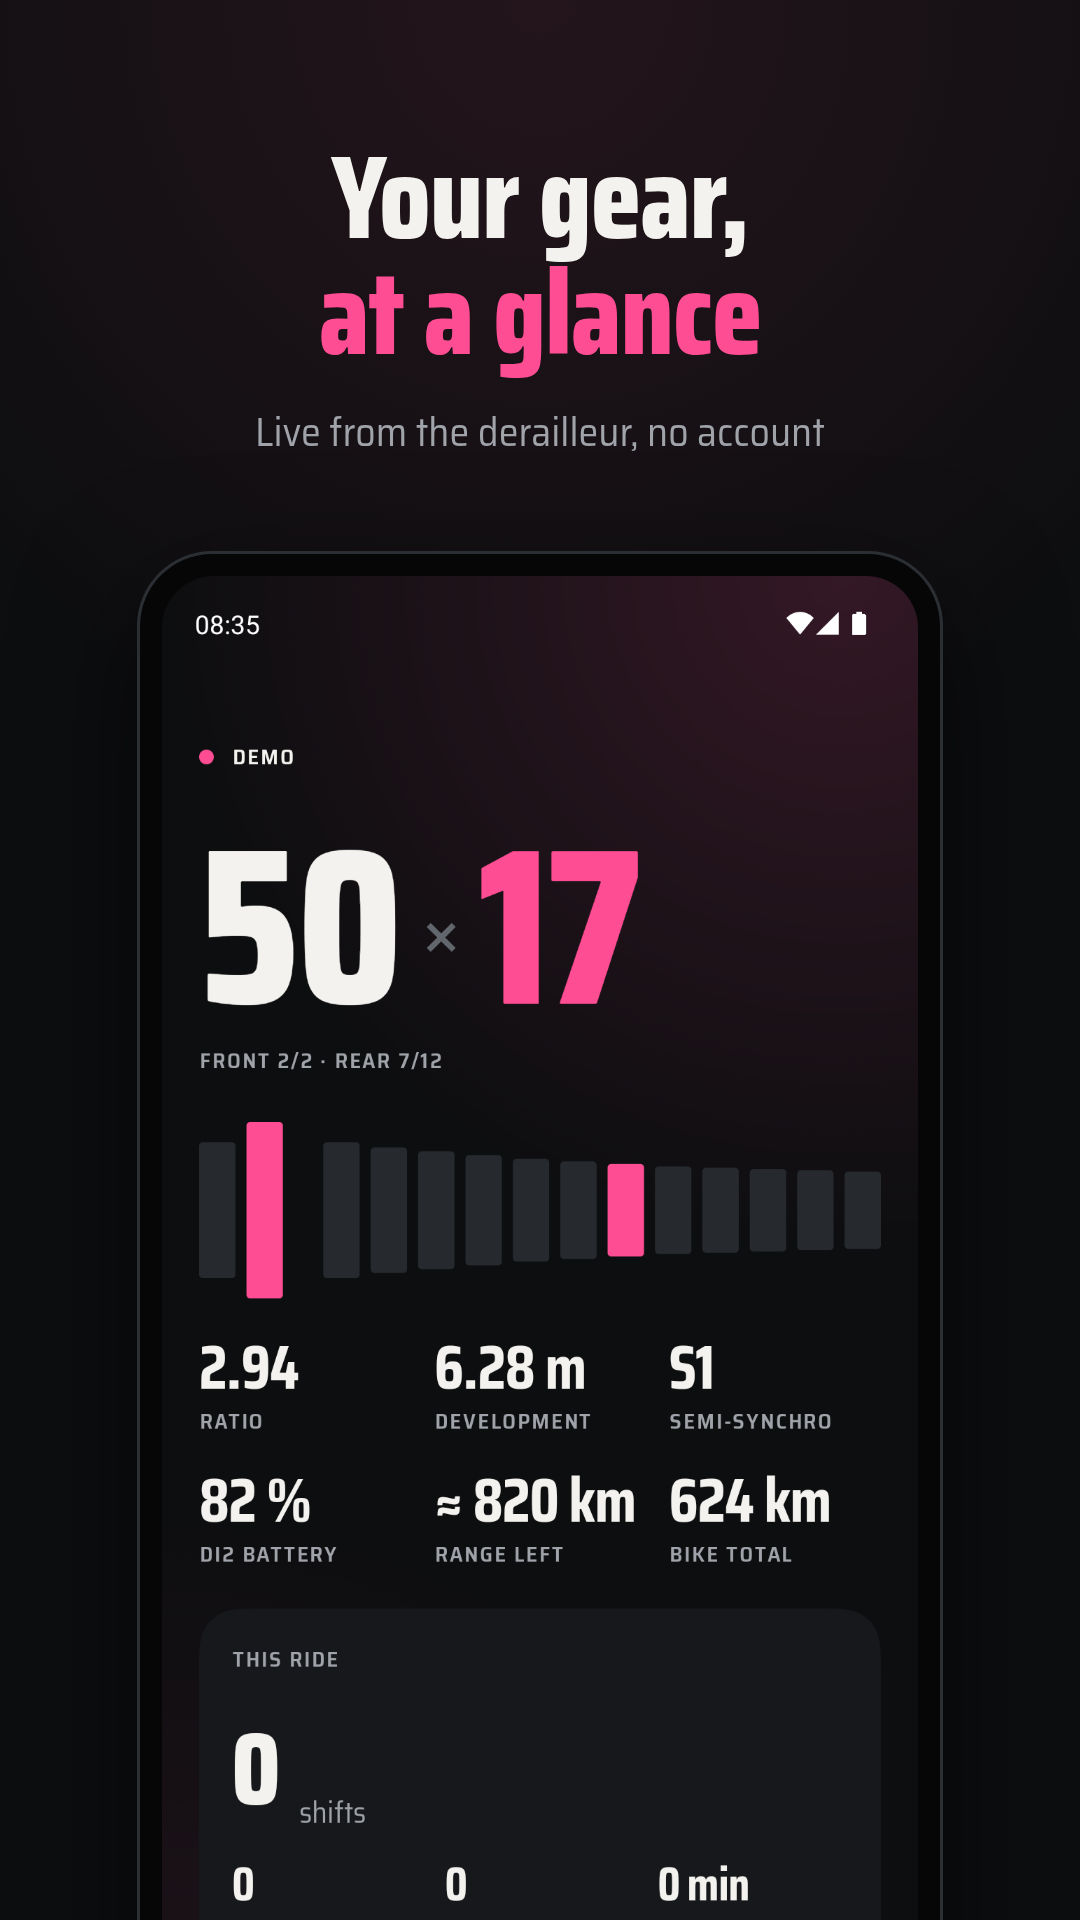 Your gear,
at a glance
Live from the derailleur, no account
08:35
DEMO
50 × 17
FRONT 2/2 · REAR 7/12
2.94 6.28 m S1
RATIO DEVELOPMENT SEMI-SYNCHRO
82 % ≈ 820 km 624 km
DI2 BATTERY RANGE LEFT BIKE TOTAL
THIS RIDE
0 shifts
0 0 0 min